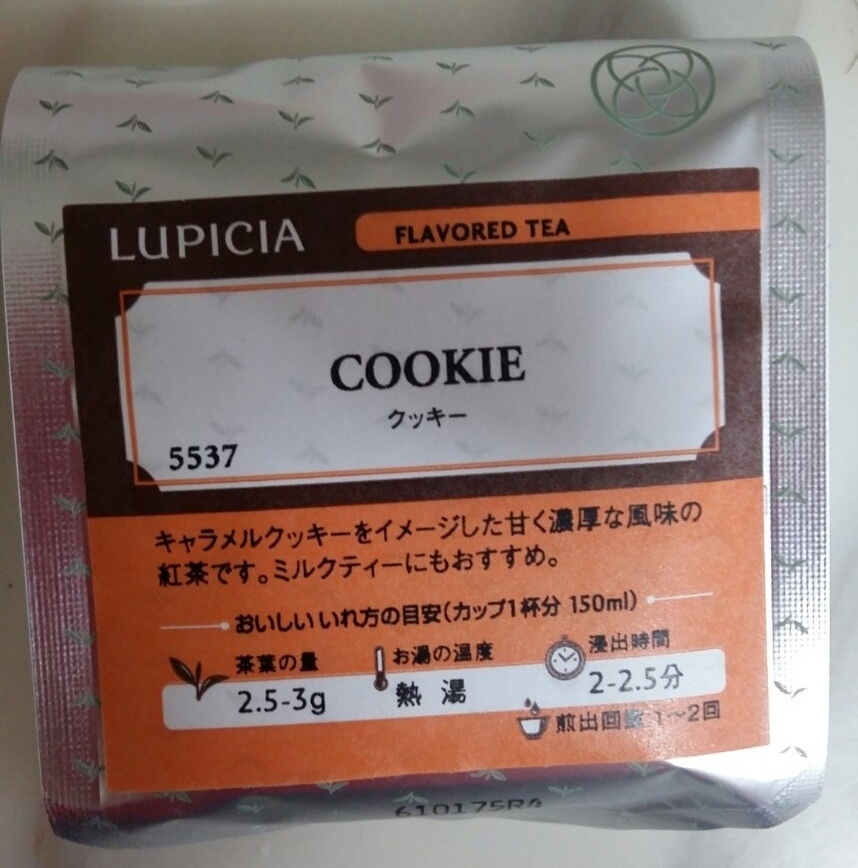 LUPICIA
FLAVORED TEA
COOKIE
クッキー
5537
キャラメルクッキーをイメージした甘く濃厚な風味の
紅茶です。ミルクティーにもおすすめ。
おいしいいれ方の目安(カップ1杯分 150ml)
茶葉の量
2.5-3g
お湯の温度
熱湯
浸出時間
2-2.5分
煎出回数 1〜2回